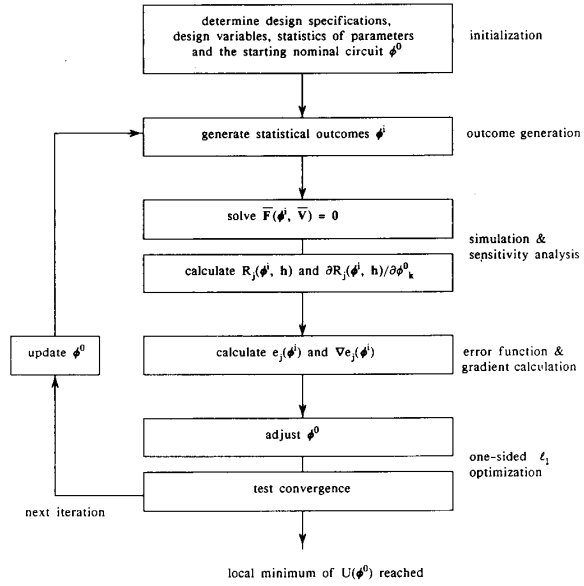 determine design specifications,
design variables, statistics of parameters
and the starting nominal circuit ϕ⁰
initialization
generate statistical outcomes ϕⁱ
outcome generation
solve F̅(ϕⁱ, V̅) = 0
simulation &
sensitivity analysis
calculate Rⱼ(ϕⁱ, h) and ∂Rⱼ(ϕⁱ, h)/∂ϕ⁰ₖ
update ϕ⁰
calculate eⱼ(ϕⁱ) and ∇eⱼ(ϕⁱ)
error function &
gradient calculation
adjust ϕ⁰
one-sided ℓ₁
optimization
test convergence
next iteration
local minimum of U(ϕ⁰) reached